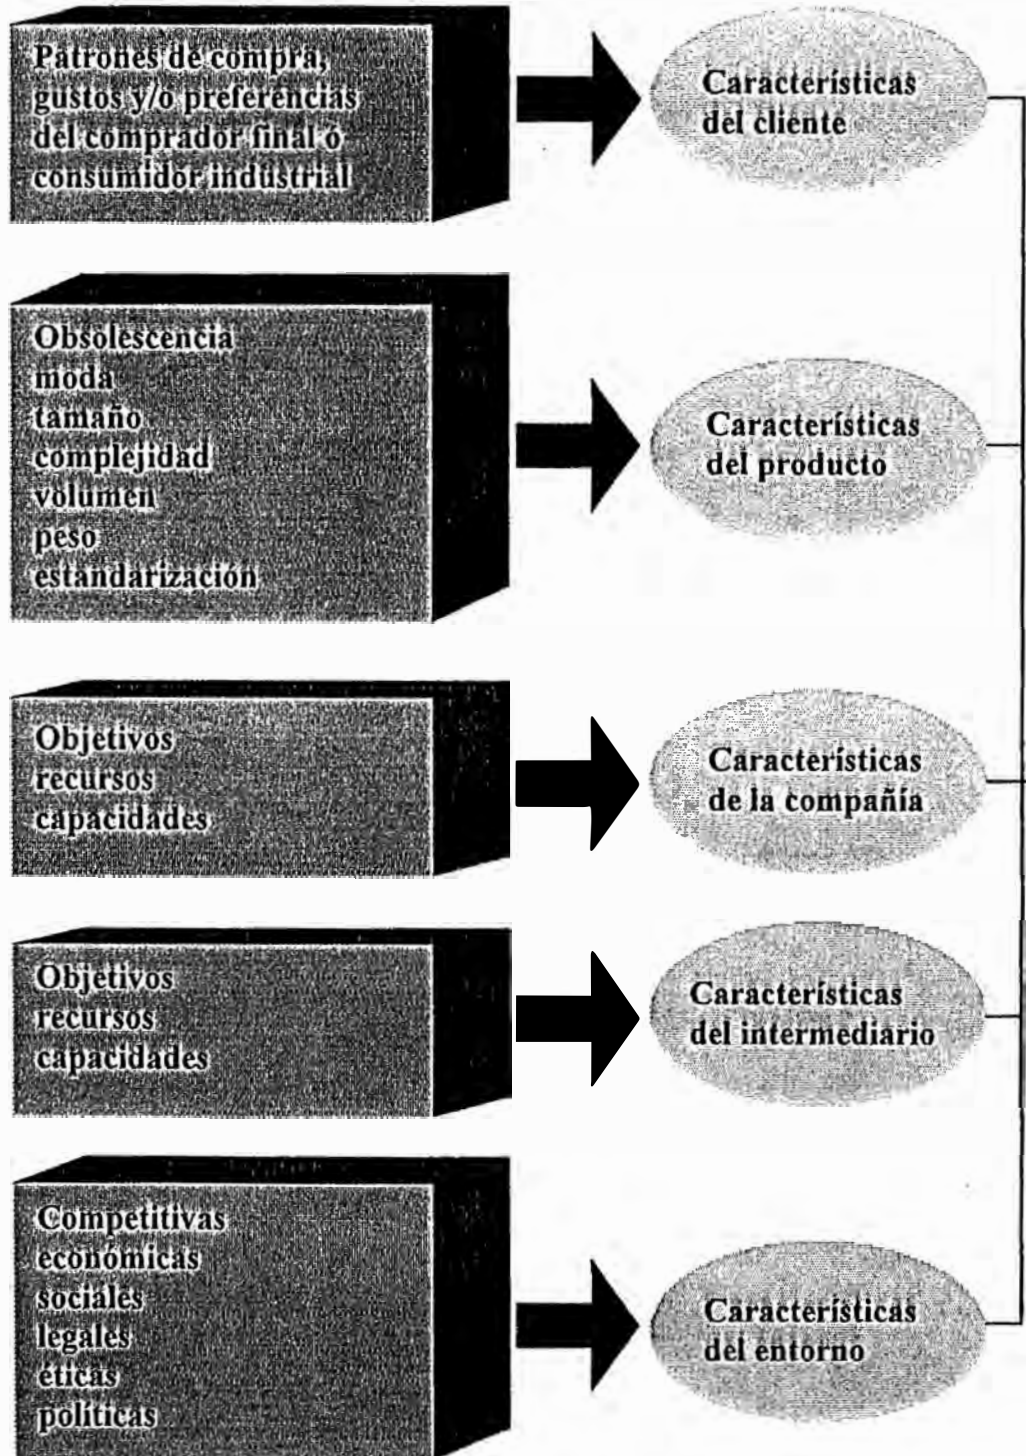 Patrones de compra,
gustos y/o preferencias
del comprador final ó
consumidor industrial
Características
del cliente
Obsolescencia
moda
tamaño
complejidad
volumen
peso
estandarización
Características
del producto
Objetivos
recursos
capacidades
Características
de la compañía
Objetivos
recursos
capacidades
Características
del intermediario
Competitivas
económicas
sociales
legales
éticas
políticas
Características
del entorno